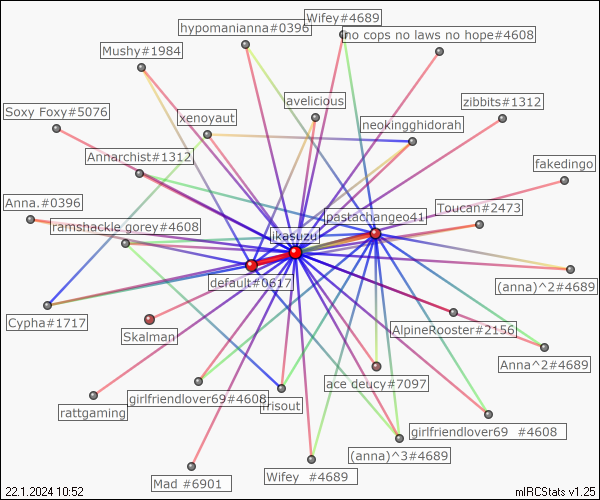 Wifey#4689
hypomanianna#0396
no cops no laws no hope#4608
Mushy#1984
avelicious
zibbits#1312
Soxy Foxy#5076
xenoyaut
neokingghidorah
Annarchist#1312
fakedingo
Anna.#0396
Toucan#2473
pastachangeo41
ramshackle gorey#4608
ikasuzu
default#0617
(anna)^2#4689
Cypha#1717
Skalman
AlpineRooster#2156
Anna^2#4689
ace deucy#7097
girlfriendlover69#4608
frisout
rattgaming
girlfriendlover69 #4608
(anna)^3#4689
Wifey #4689
Mad #6901
22.1.2024 10:52
mIRCStats v1.25